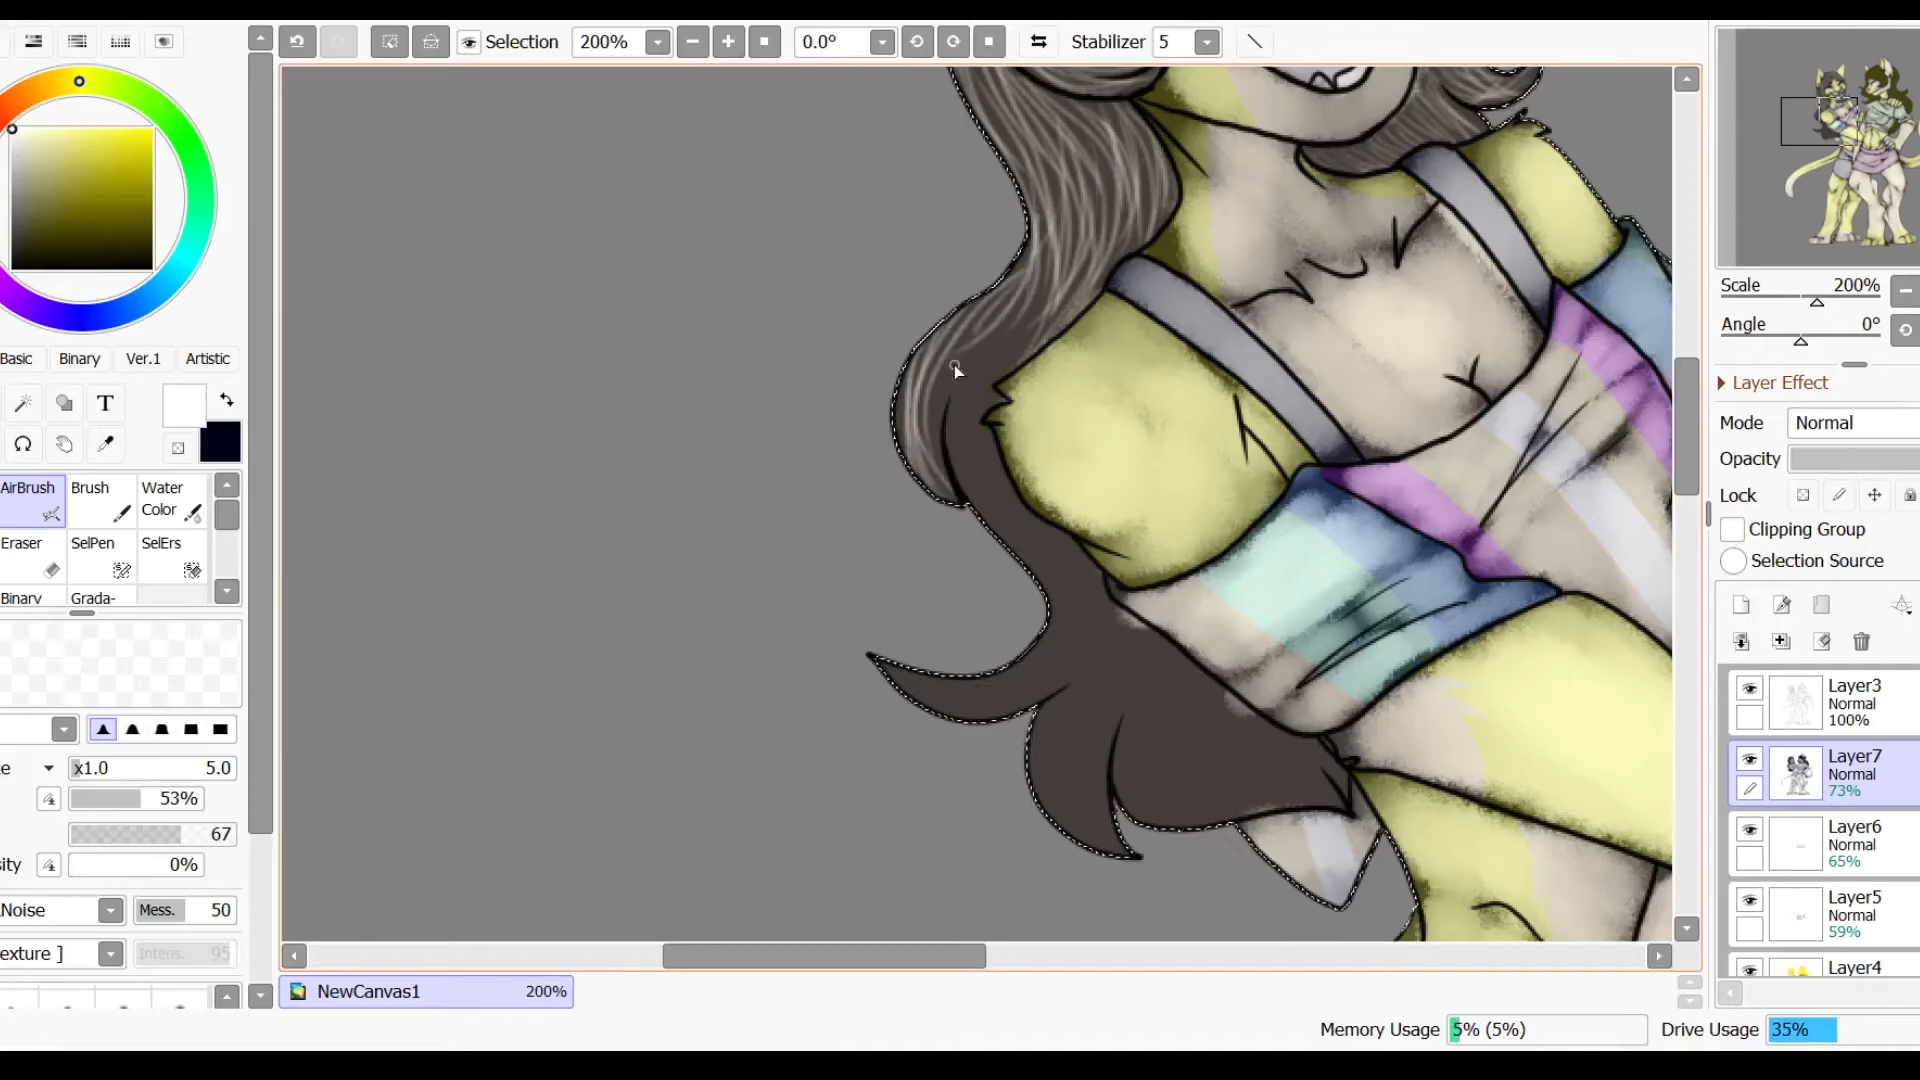 Selection 200% 0.0° Stabilizer 5
Basic Binary Ver.1 Artistic
T
AirBrush Brush Water Color
Eraser SelPen SelErs
Binary Grada-
x1.0 5.0
53%
67
0%
Noise Mess. 50
exture ] Intens. 95
NewCanvas1 200%
Scale 200%
Angle 0°
Layer Effect
Mode Normal
Opacity
Lock
Clipping Group
Selection Source
Layer3
Normal
100%
Layer7
Normal
73%
Layer6
Normal
65%
Layer5
Normal
59%
Layer4
Memory Usage 5% (5%) Drive Usage 35%